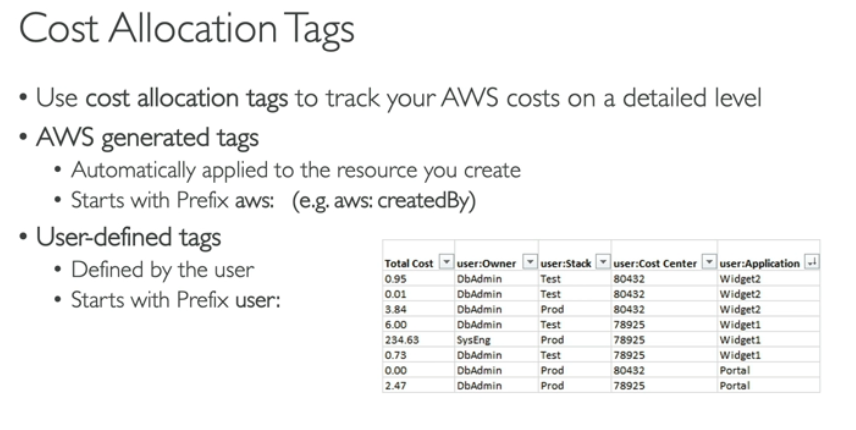 Cost Allocation Tags
• Use cost allocation tags to track your AWS costs on a detailed level
• AWS generated tags
• Automatically applied to the resource you create
• Starts with Prefix aws: (e.g. aws: createdBy)
• User-defined tags
• Defined by the user
• Starts with Prefix user:
Total Cost user:Owner user:Stack user:Cost Center user:Application
0.95 DbAdmin Test 80432 Widget2
0.01 DbAdmin Test 80432 Widget2
3.84 DbAdmin Prod 80432 Widget2
6.00 DbAdmin Test 78925 Widget1
234.63 SysEng Prod 78925 Widget1
0.73 DbAdmin Test 78925 Widget1
0.00 DbAdmin Prod 80432 Portal
2.47 DbAdmin Prod 78925 Portal